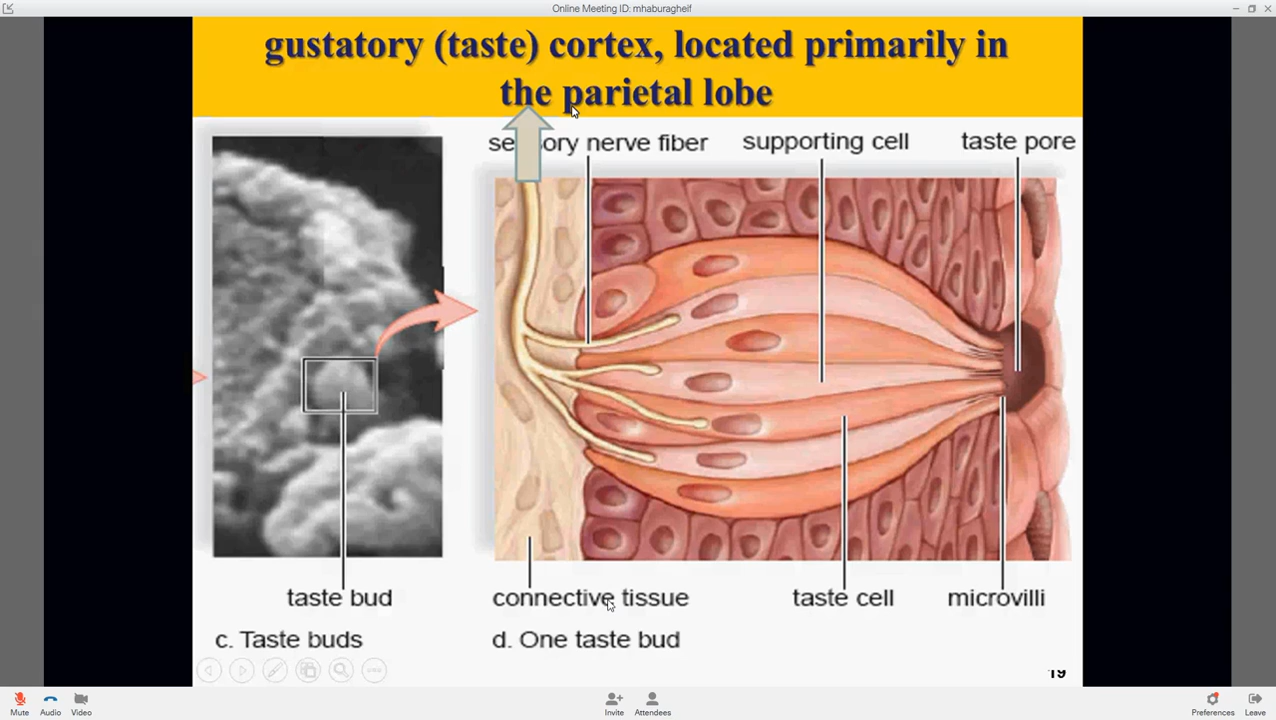 Online Meeting ID: mhaburagheif
gustatory (taste) cortex, located primarily in
the parietal lobe
nerve fiber
supporting cell
taste pore
taste bud
connective tissue
taste cell
microvilli
c. Taste buds
d. One taste bud
19
Mute
Audio
Video
Invite
Attendees
Preferences
Leave